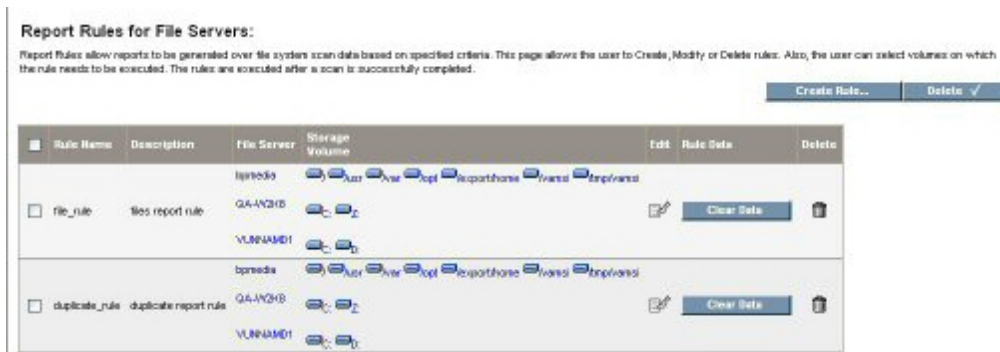 Report Rules for File Servers:
Report Rules allow reports to be generated over file system scan data based on specified criteria. This page allows the user to Create, Modify or Delete rules. Also, the user can select volumes on which
the rule needs to be executed. The rules are executed after a scan is successfully completed.
Create Rule... Delete
Rule Name Description File Server Storage Volume Edit Rule Data Delete
bpmedia / /usr /var /opt /export/home /vamsi /tmp/vamsi
file_rule files report rule QA-W2K8 C: Z: Clear Data
VUNNAMD1 C: D:
bpmedia / /usr /var /opt /export/home /vamsi /tmp/vamsi
duplicate_rule duplicate report rule QA-W2K8 C: Z: Clear Data
VUNNAMD1 C: D: